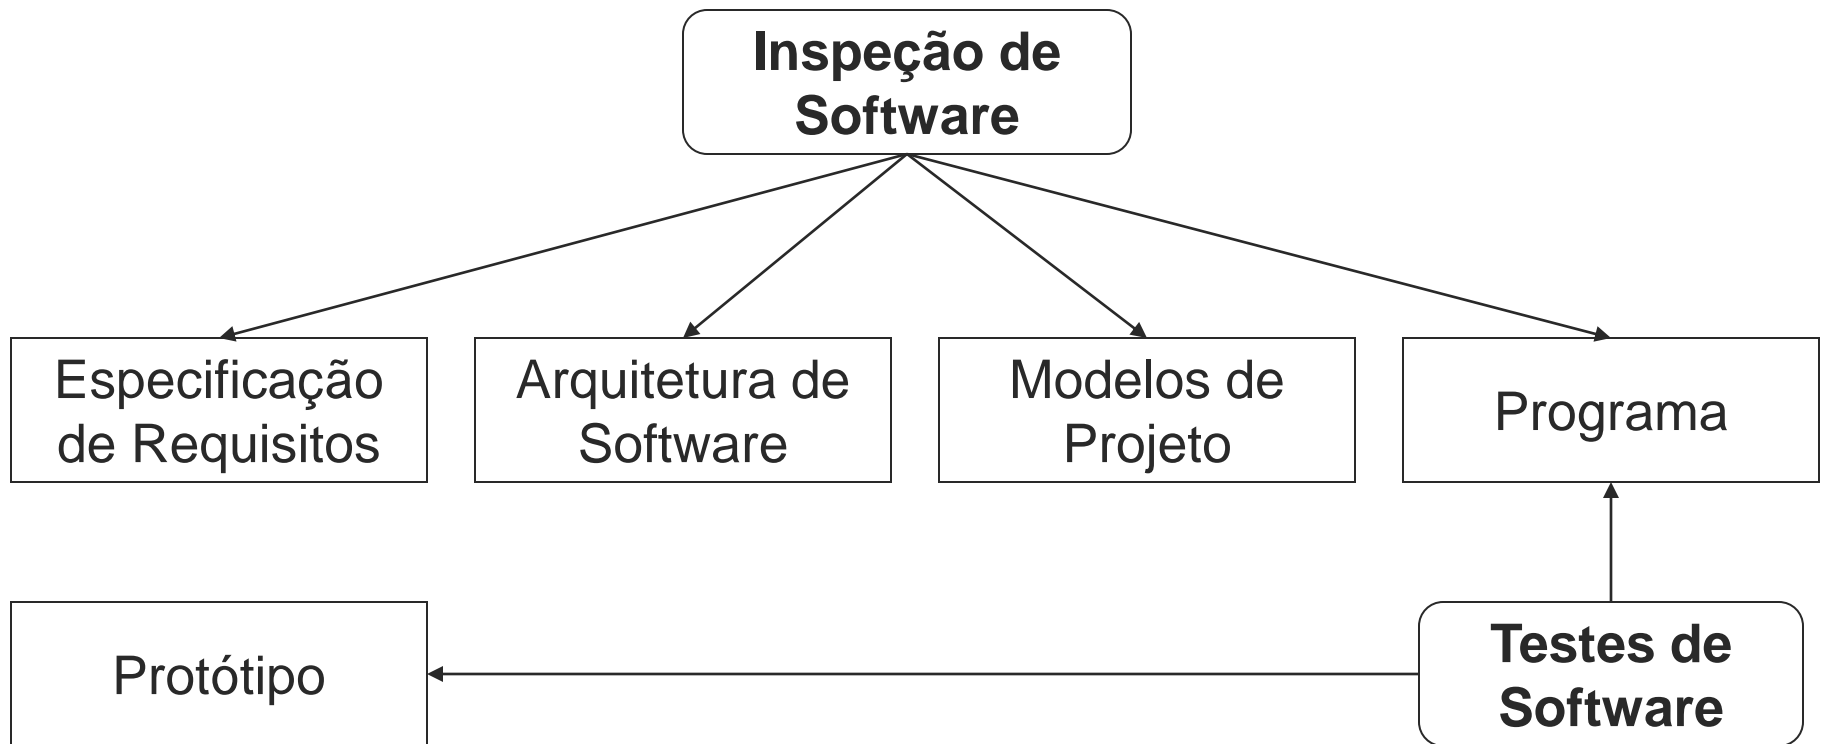 Inspeção de
Software
Especificação
de Requisitos
Arquitetura de
Software
Modelos de
Projeto
Programa
Protótipo
Testes de
Software